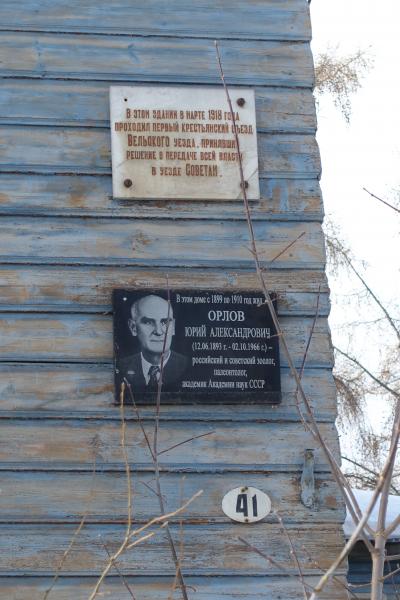 В этом здании в марте 1918 года
проходил первый крестьянский съезд
Вельского уезда, принявший
решение о передаче всей власти
в уезде Советам.
В этом доме с 1899 по 1910 год жил
ОРЛОВ
ЮРИЙ АЛЕКСАНДРОВИЧ
(12.06.1893 г. - 02.10.1966 г.) –
российский и советский зоолог,
палеонтолог,
академик Академии наук СССР
41